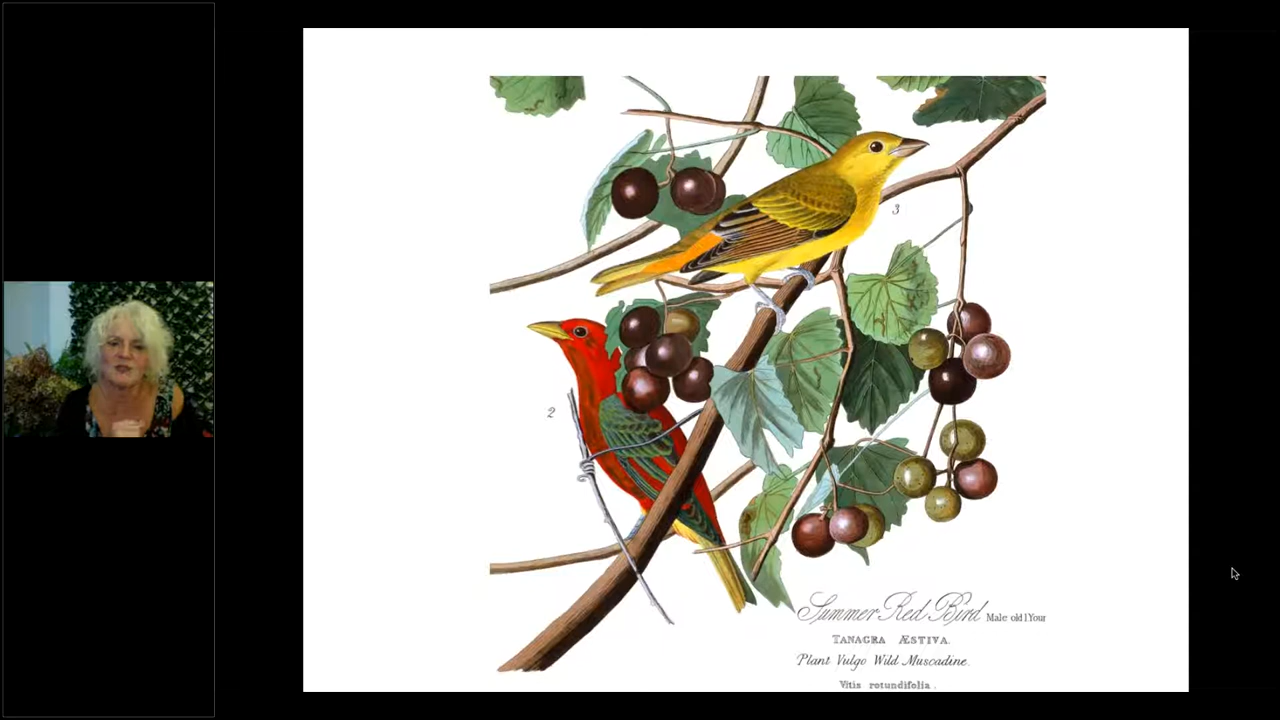 3
2
Summer Red Bird Male old 1 Your
TANAGRA ÆSTIVA.
Plant Vulgo Wild Muscadine.
Vitis rotundifolia.